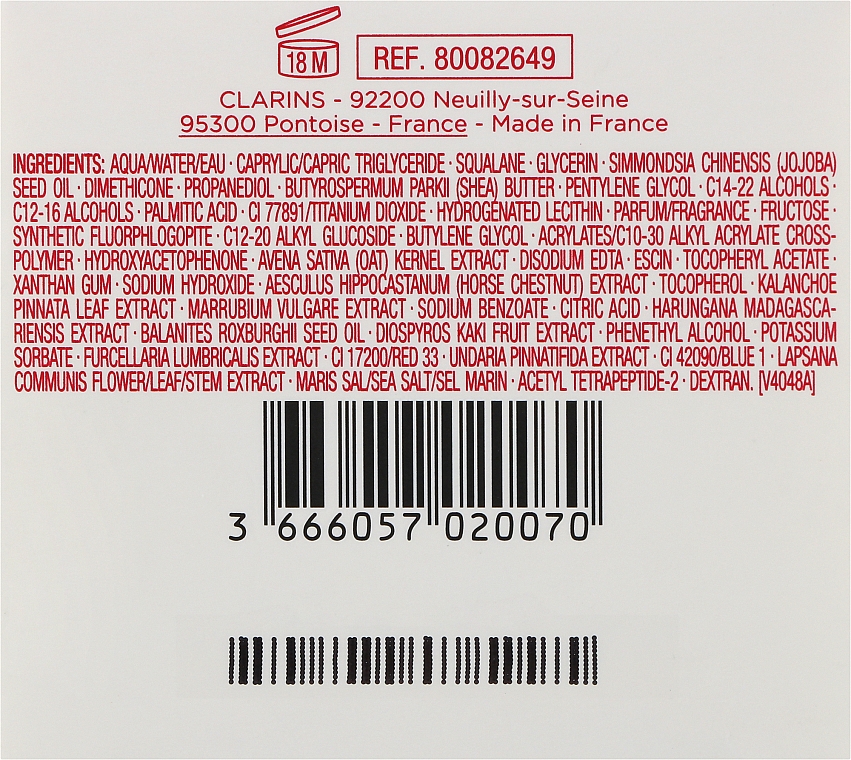 18 M
REF. 80082649
CLARINS - 92200 Neuilly-sur-Seine
95300 Pontoise - France - Made in France
INGREDIENTS: AQUA/WATER/EAU · CAPRYLIC/CAPRIC TRIGLYCERIDE · SQUALANE · GLYCERIN · SIMMONDSIA CHINENSIS (JOJOBA)
SEED OIL · DIMETHICONE · PROPANEDIOL · BUTYROSPERMUM PARKII (SHEA) BUTTER · PENTYLENE GLYCOL · C14-22 ALCOHOLS ·
C12-16 ALCOHOLS · PALMITIC ACID · CI 77891/TITANIUM DIOXIDE · HYDROGENATED LECITHIN · PARFUM/FRAGRANCE · FRUCTOSE ·
SYNTHETIC FLUORPHLOGOPITE · C12-20 ALKYL GLUCOSIDE · BUTYLENE GLYCOL · ACRYLATES/C10-30 ALKYL ACRYLATE CROSS-
POLYMER · HYDROXYACETOPHENONE · AVENA SATIVA (OAT) KERNEL EXTRACT · DISODIUM EDTA · ESCIN · TOCOPHERYL ACETATE ·
XANTHAN GUM · SODIUM HYDROXIDE · AESCULUS HIPPOCASTANUM (HORSE CHESTNUT) EXTRACT · TOCOPHEROL · KALANCHOE
PINNATA LEAF EXTRACT · MARRUBIUM VULGARE EXTRACT · SODIUM BENZOATE · CITRIC ACID · HARUNGANA MADAGASCA-
RIENSIS EXTRACT · BALANITES ROXBURGHII SEED OIL · DIOSPYROS KAKI FRUIT EXTRACT · PHENETHYL ALCOHOL · POTASSIUM
SORBATE · FURCELLARIA LUMBRICALIS EXTRACT · CI 17200/RED 33 · UNDARIA PINNATIFIDA EXTRACT · CI 42090/BLUE 1 · LAPSANA
COMMUNIS FLOWER/LEAF/STEM EXTRACT · MARIS SAL/SEA SALT/SEL MARIN · ACETYL TETRAPEPTIDE-2 · DEXTRAN. [V4048A]
3 666057 020070